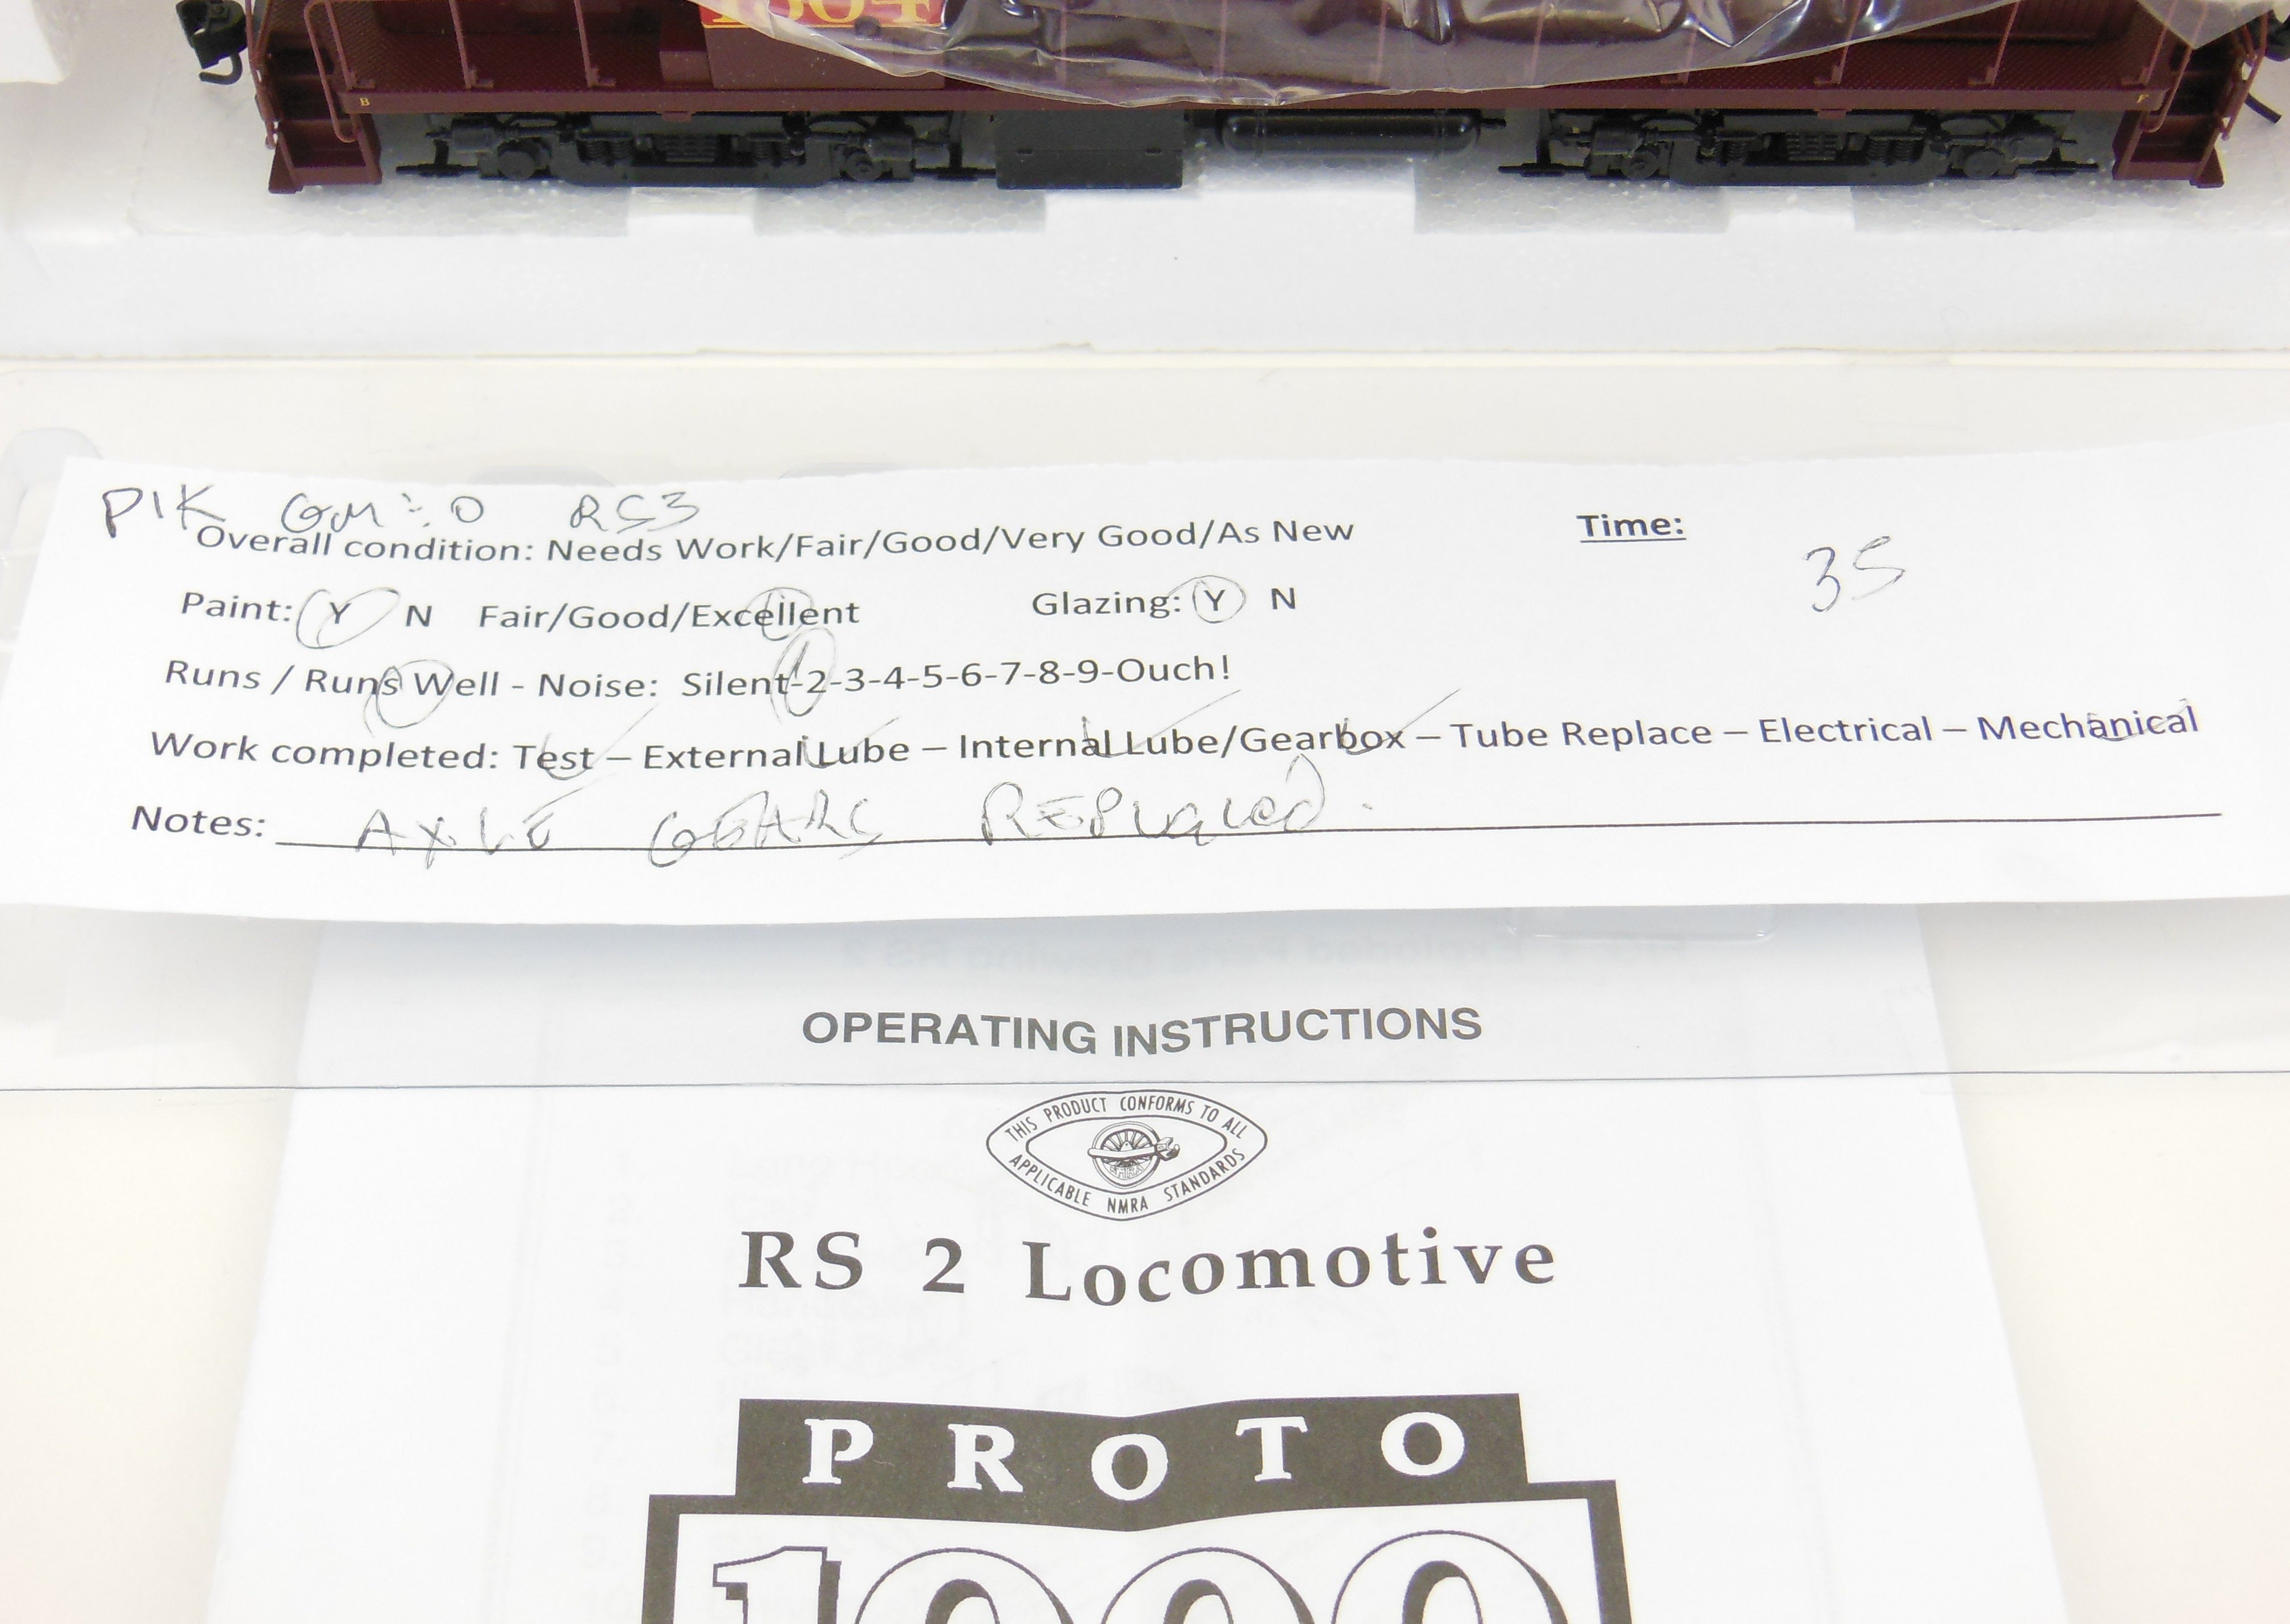 1504
B
F
PIK GM&O RS3
Overall condition: Needs Work/Fair/Good/Very Good/As New
Time:
35
Paint: Y N Fair/Good/Excellent Glazing: Y N
Runs / Runs Well - Noise: Silent-2-3-4-5-6-7-8-9-Ouch!
Work completed: Test – External Lube – Internal Lube/Gearbox – Tube Replace – Electrical – Mechanical
Notes: AXLE GEARS REPlaced.
OPERATING INSTRUCTIONS
THIS PRODUCT CONFORMS TO ALL
APPLICABLE NMRA STANDARDS
RS 2 Locomotive
PROTO
1000